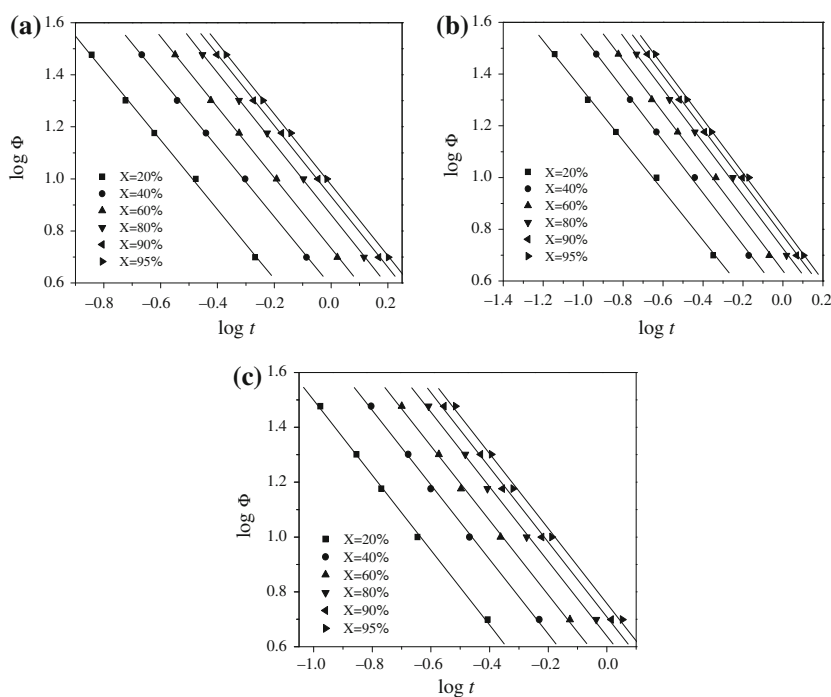 (a)
1.6
1.4
1.2
1.0
0.8
0.6
log Φ
X=20%
X=40%
X=60%
X=80%
X=90%
X=95%
−0.8 −0.6 −0.4 −0.2 0.0 0.2
log t
(b)
1.6
1.4
1.2
1.0
0.8
0.6
log Φ
X=20%
X=40%
X=60%
X=80%
X=90%
X=95%
−1.4 −1.2 −1.0 −0.8 −0.6 −0.4 −0.2 0.0 0.2
log t
(c)
1.6
1.4
1.2
1.0
0.8
0.6
log Φ
X=20%
X=40%
X=60%
X=80%
X=90%
X=95%
−1.0 −0.8 −0.6 −0.4 −0.2 0.0
log t